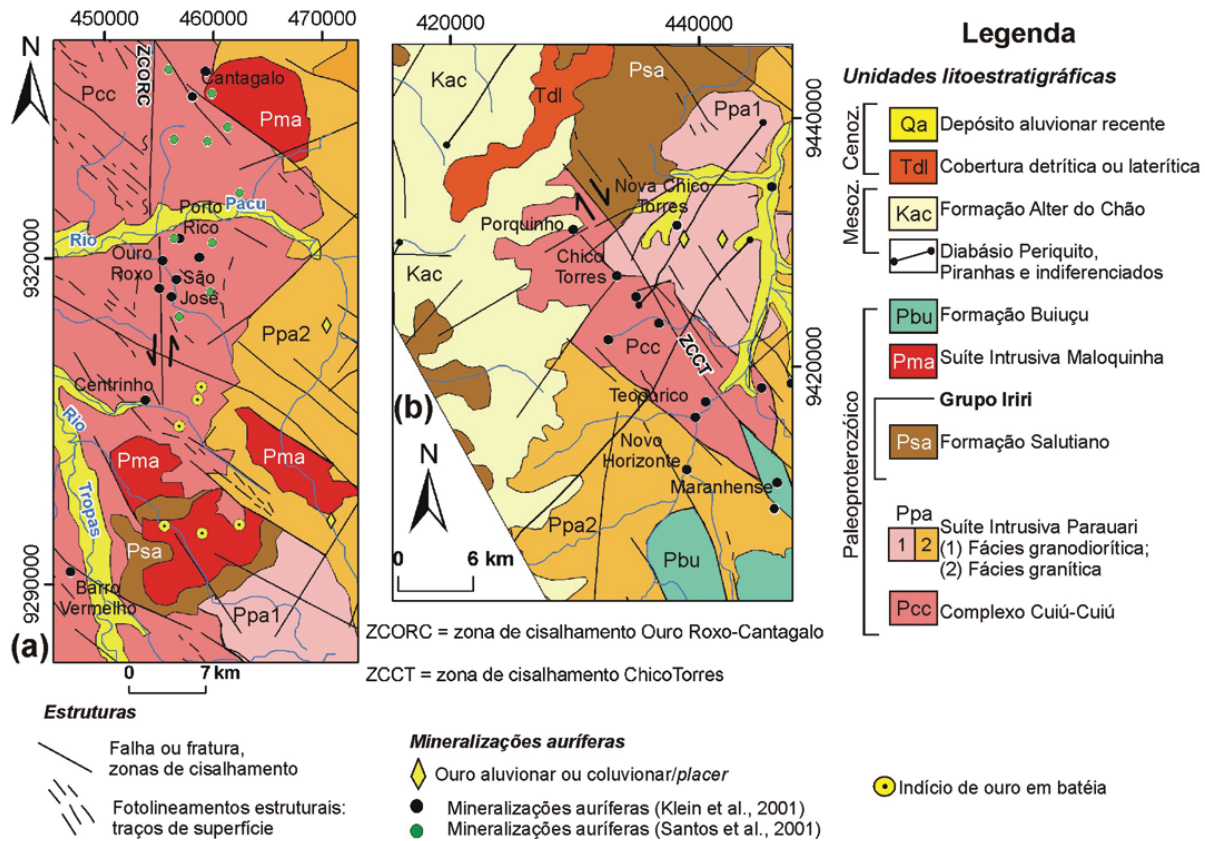 450000
460000
470000
420000
440000
N
ZCORC
Cantagalo
Pcc
Pma
Pacu
Rio
Porto
Rico
Ouro
Roxo
São
José
9320000
Ppa2
Centrinho
Rio
Tropas
Pma
Pma
Psa
9290000
Barro
Vermelho
Ppa1
(a)
0
7 km
Kac
Tdl
Psa
Ppa1
9440000
Nova Chico
Torres
Porquinho
Chico
Torres
Kac
Pcc
ZCCT
9420000
(b)
Teodorico
N
Novo
Horizonte
Maranhense
Ppa2
Pbu
0
6 km
ZCORC = zona de cisalhamento Ouro Roxo-Cantagalo
ZCCT = zona de cisalhamento ChicoTorres
Legenda
Unidades litoestratigráficas
Cenoz.
Qa
Depósito aluvionar recente
Tdl
Cobertura detrítica ou laterítica
Mesoz.
Kac
Formação Alter do Chão
Diabásio Periquito,
Piranhas e indiferenciados
Paleoproterozóico
Pbu
Formação Buiuçu
Pma
Suíte Intrusiva Maloquinha
Grupo Iriri
Psa
Formação Salutiano
Ppa
1 2
Suíte Intrusiva Parauari
(1) Fácies granodiorítica;
(2) Fácies granítica
Pcc
Complexo Cuiú-Cuiú
Estruturas
Falha ou fratura,
zonas de cisalhamento
Fotolineamentos estruturais:
traços de superfície
Mineralizações auríferas
Ouro aluvionar ou coluvionar/placer
Mineralizações auríferas (Klein et al., 2001)
Mineralizações auríferas (Santos et al., 2001)
Indício de ouro em batéia